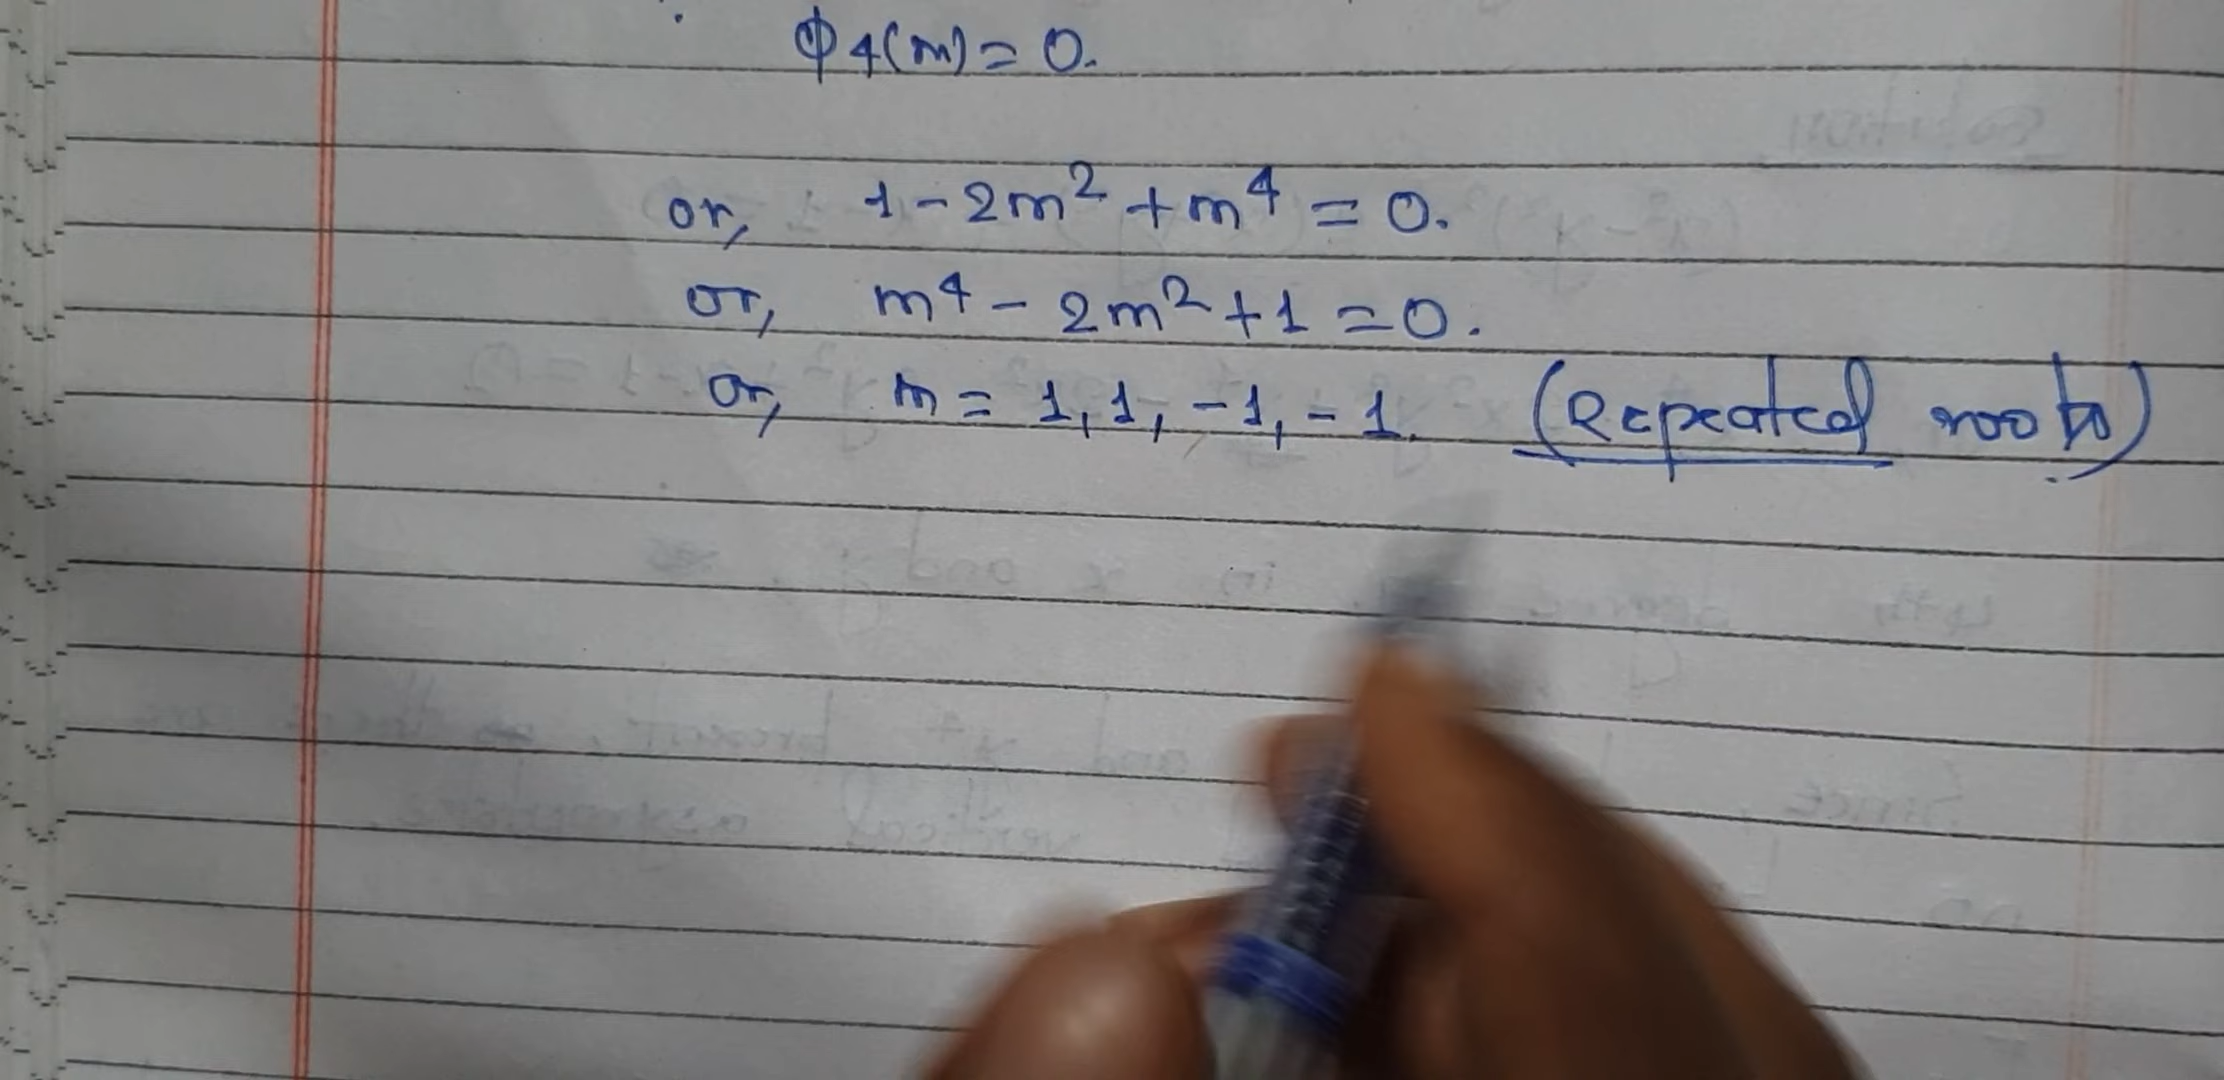 Φ4(m) = 0.
or, 1 - 2m² + m⁴ = 0.
or, m⁴ - 2m² + 1 = 0.
or, m = 1, 1, -1, -1. (Repeated roots)